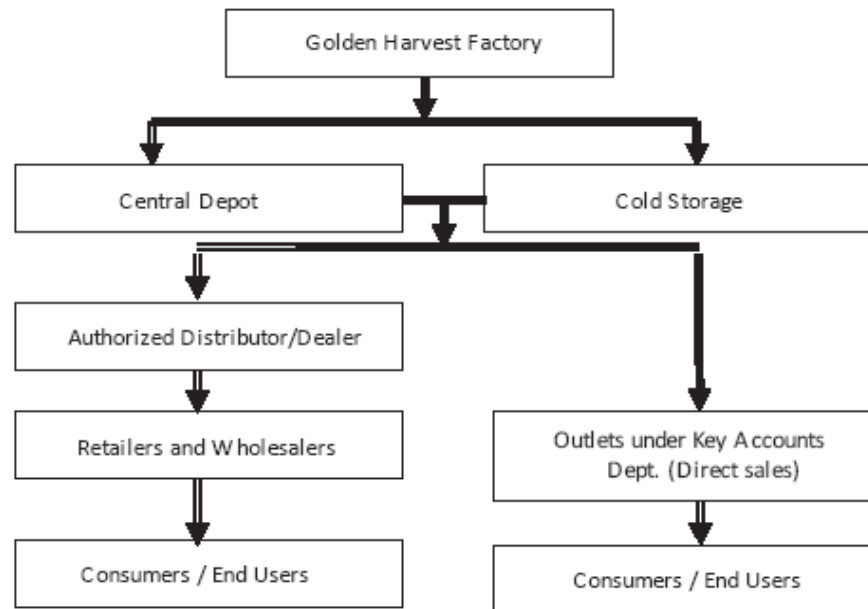 Golden Harvest Factory
Central Depot
Cold Storage
Authorized Distributor/Dealer
Retailers and Wholesalers
Outlets under Key Accounts
Dept. (Direct sales)
Consumers / End Users
Consumers / End Users